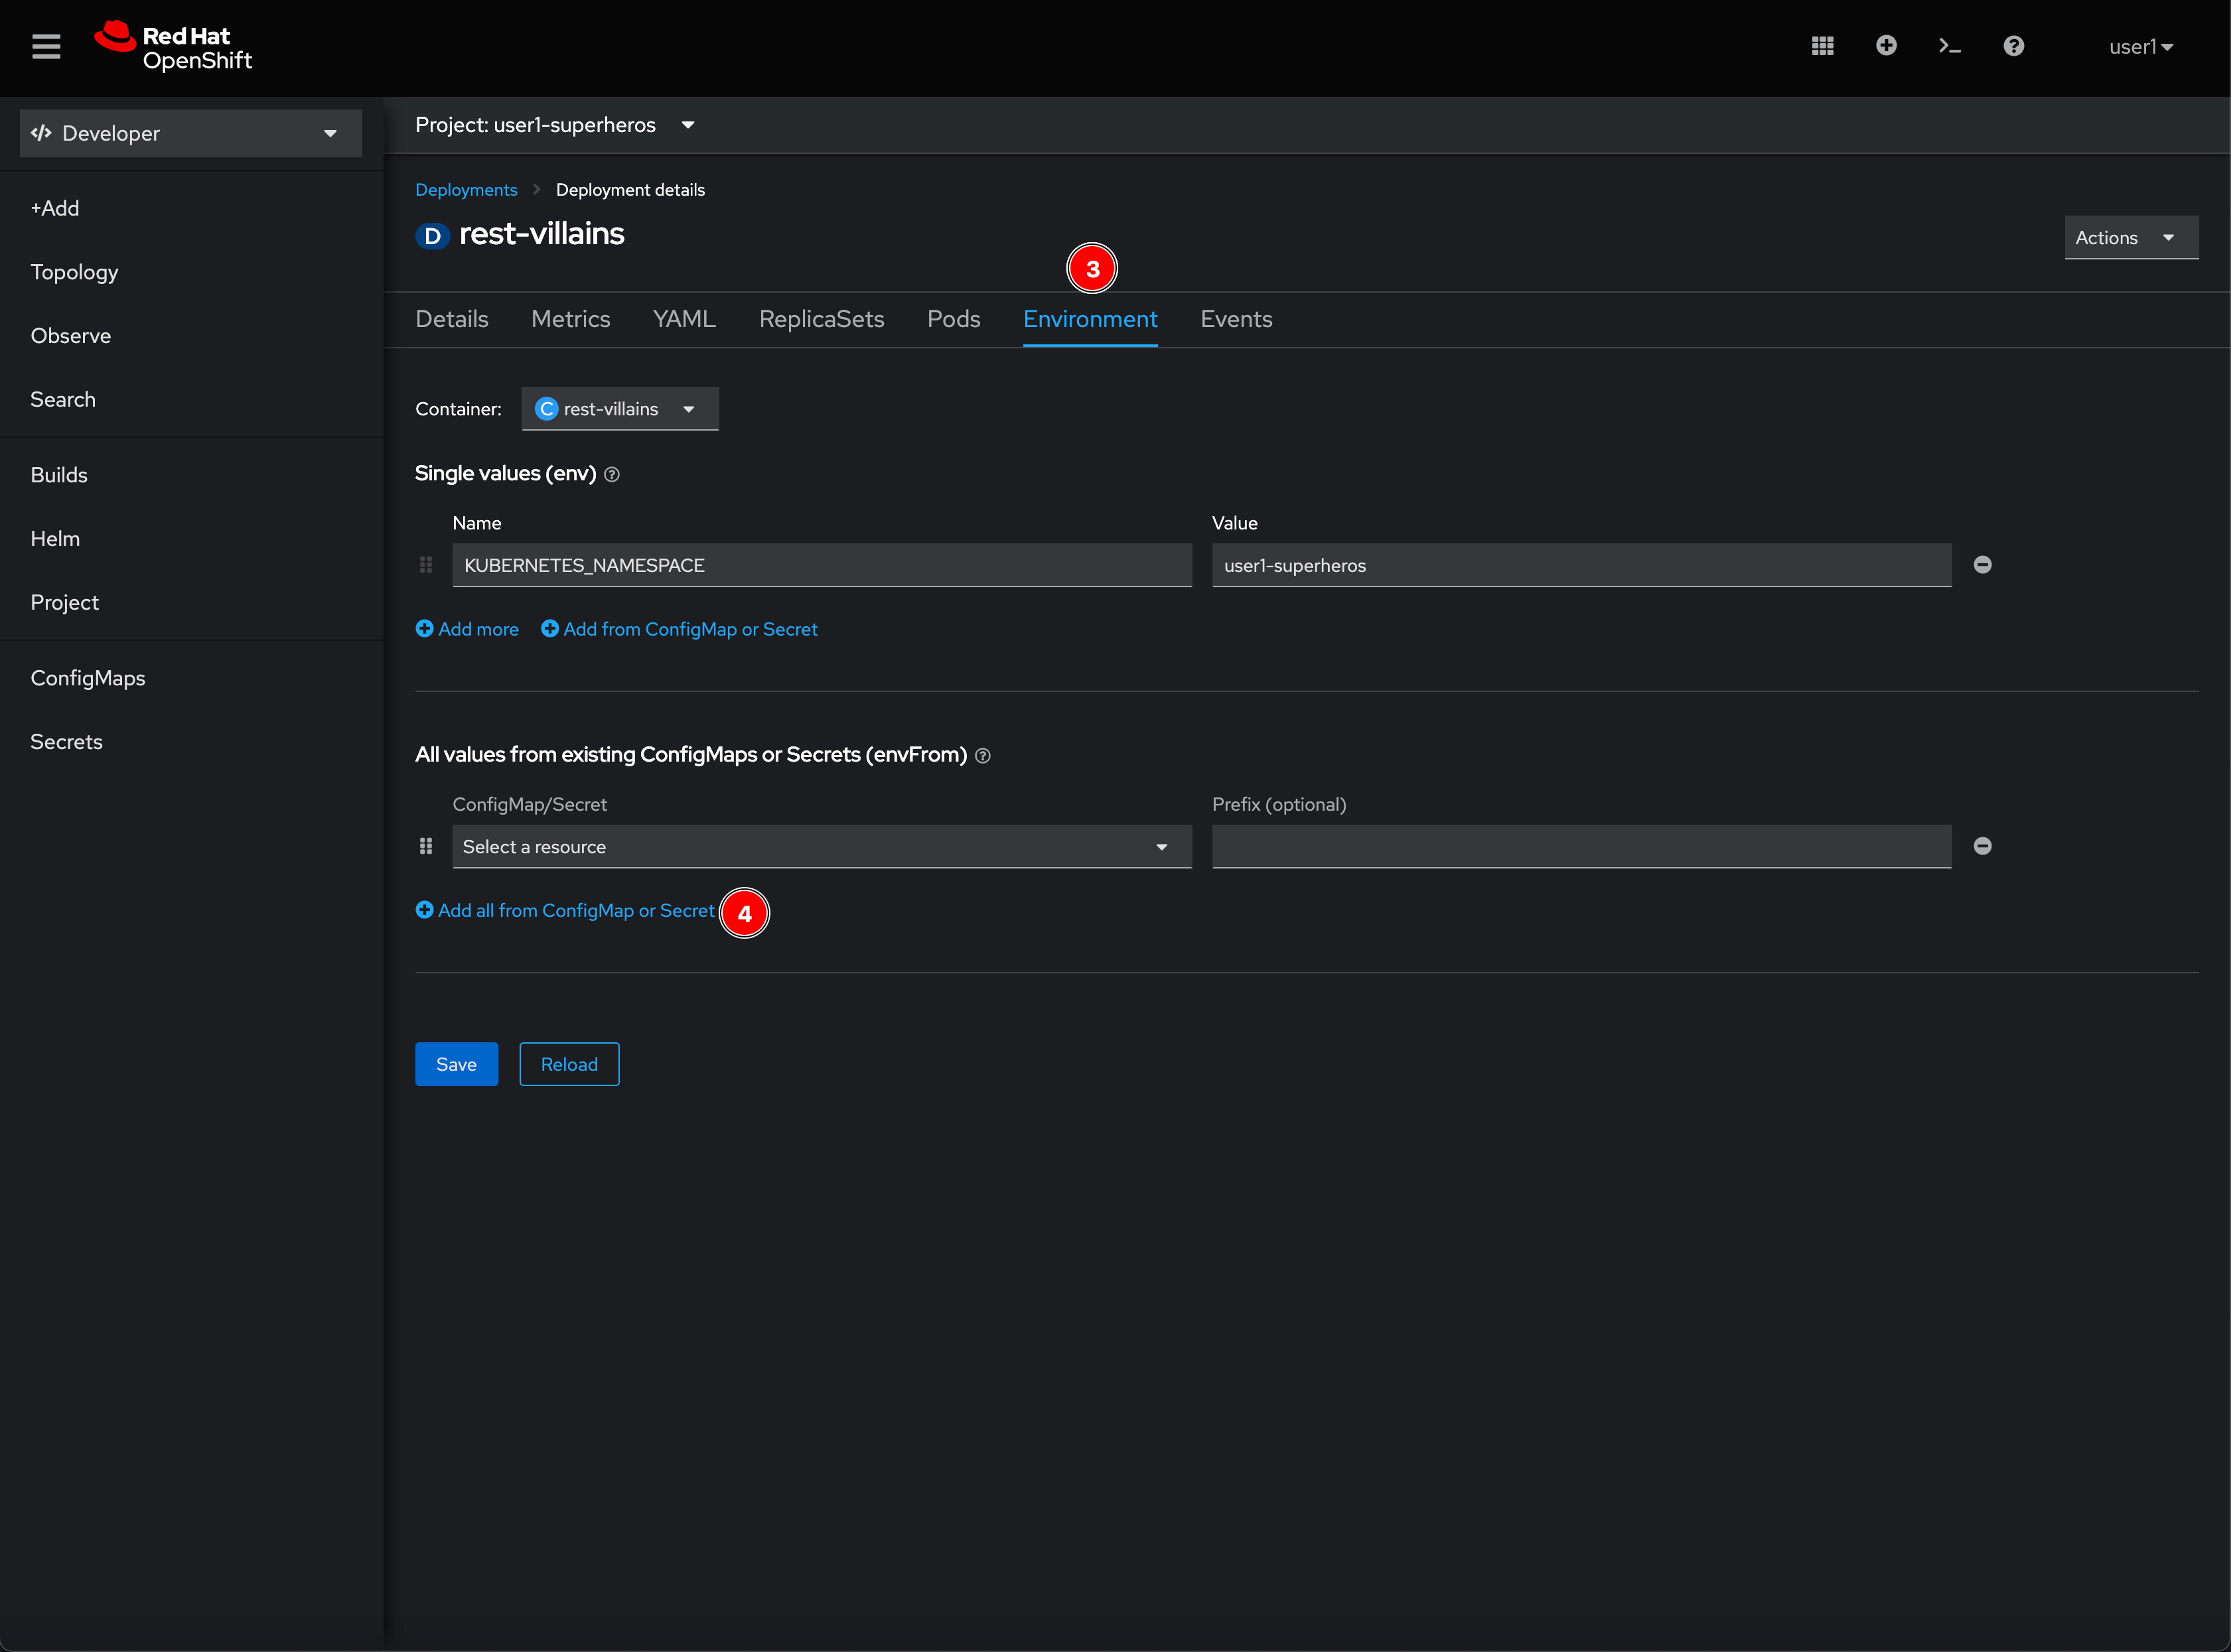 Red Hat
OpenShift
user1
Developer
Project: user1-superheros
+Add
Topology
Observe
Search
Builds
Helm
Project
ConfigMaps
Secrets
Deployments > Deployment details
D rest-villains
Actions
3
Details Metrics YAML ReplicaSets Pods Environment Events
Container: C rest-villains
Single values (env)
Name Value
KUBERNETES_NAMESPACE user1-superheros
Add more Add from ConfigMap or Secret
All values from existing ConfigMaps or Secrets (envFrom)
ConfigMap/Secret Prefix (optional)
Select a resource
Add all from ConfigMap or Secret 4
Save Reload